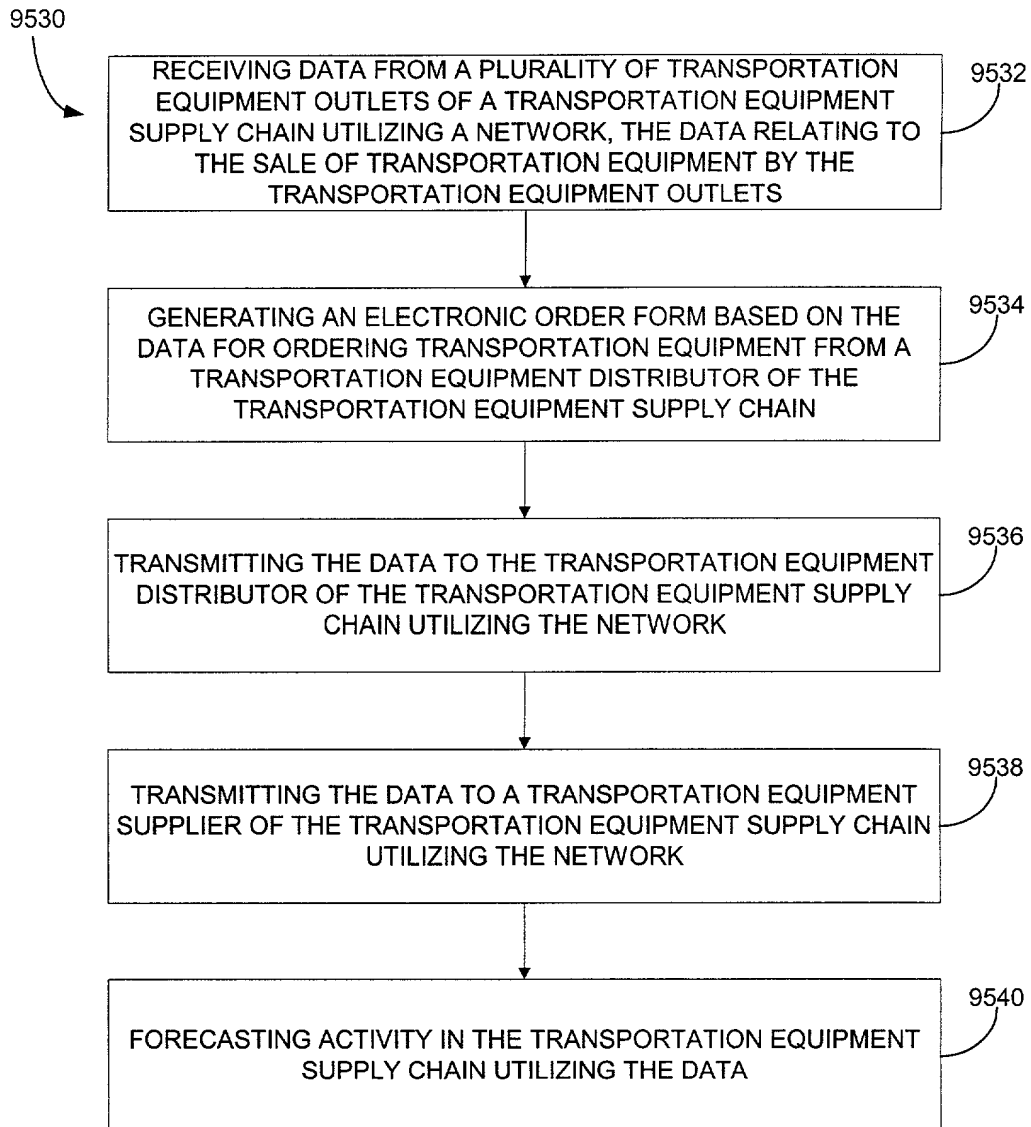 9530
RECEIVING DATA FROM A PLURALITY OF TRANSPORTATION
EQUIPMENT OUTLETS OF A TRANSPORTATION EQUIPMENT
SUPPLY CHAIN UTILIZING A NETWORK, THE DATA RELATING TO
THE SALE OF TRANSPORTATION EQUIPMENT BY THE
TRANSPORTATION EQUIPMENT OUTLETS
9532
GENERATING AN ELECTRONIC ORDER FORM BASED ON THE
DATA FOR ORDERING TRANSPORTATION EQUIPMENT FROM A
TRANSPORTATION EQUIPMENT DISTRIBUTOR OF THE
TRANSPORTATION EQUIPMENT SUPPLY CHAIN
9534
TRANSMITTING THE DATA TO THE TRANSPORTATION EQUIPMENT
DISTRIBUTOR OF THE TRANSPORTATION EQUIPMENT SUPPLY
CHAIN UTILIZING THE NETWORK
9536
TRANSMITTING THE DATA TO A TRANSPORTATION EQUIPMENT
SUPPLIER OF THE TRANSPORTATION EQUIPMENT SUPPLY CHAIN
UTILIZING THE NETWORK
9538
FORECASTING ACTIVITY IN THE TRANSPORTATION EQUIPMENT
SUPPLY CHAIN UTILIZING THE DATA
9540